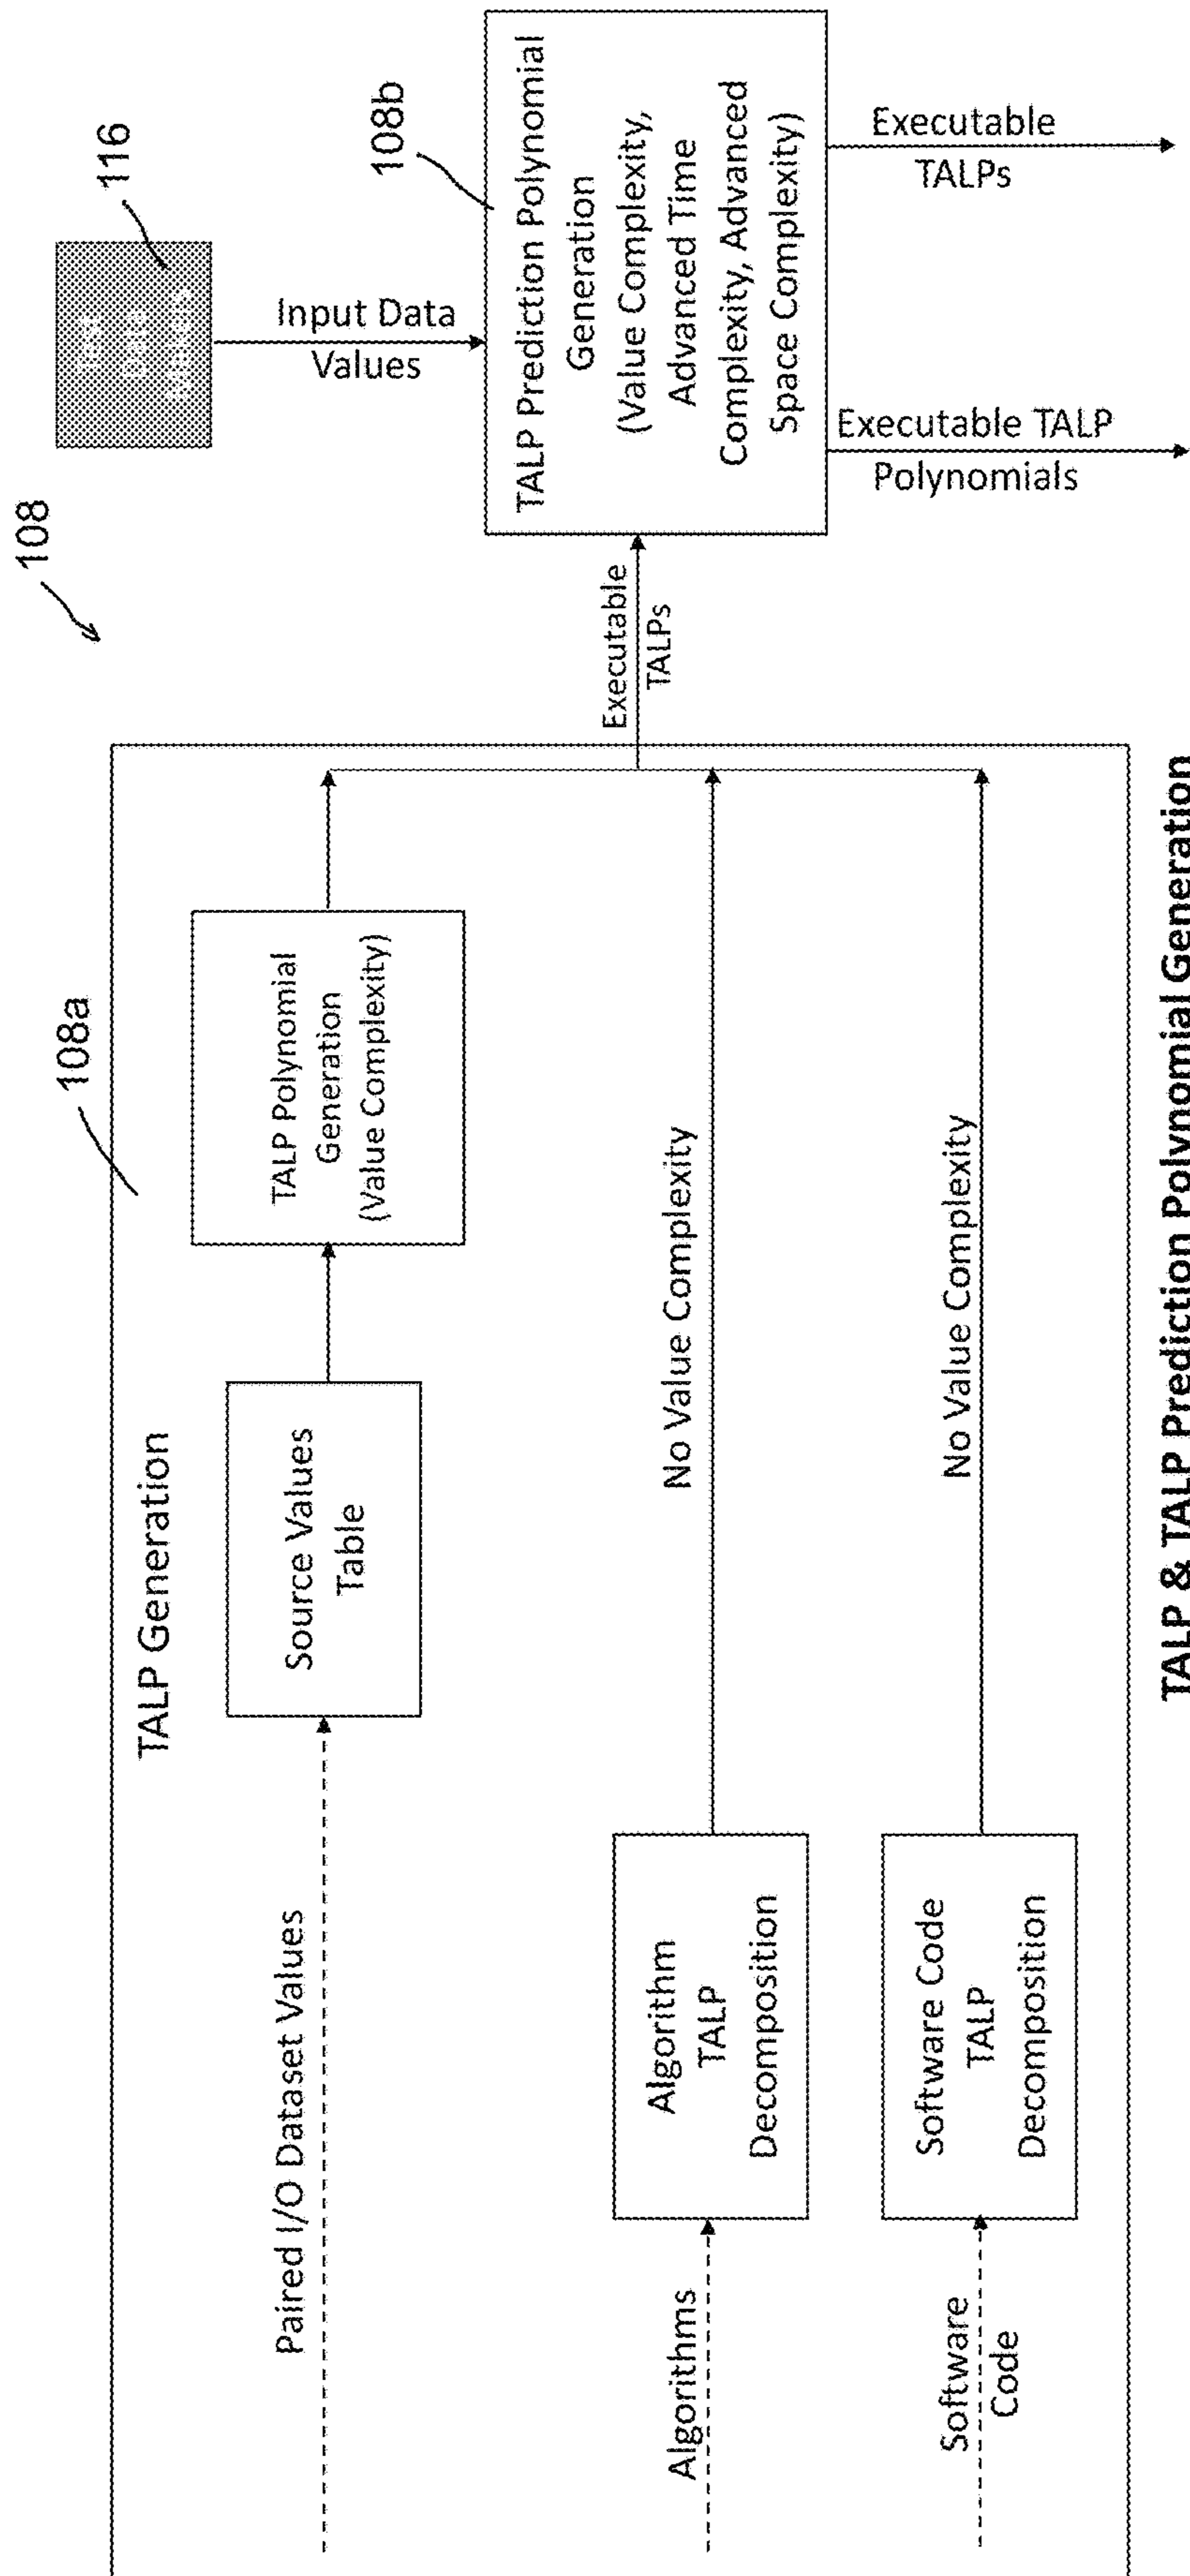 108
116
108b
Input Data
Values
TALP Prediction Polynomial
Generation
(Value Complexity,
Advanced Time
Complexity, Advanced
Space Complexity)
Executable
TALPs
Executable TALP
Polynomials
Executable
TALPs
108a
TALP Generation
Paired I/O Dataset Values
Source Values
Table
TALP Polynomial
Generation
(Value Complexity)
Algorithms
Algorithm
TALP
Decomposition
No Value Complexity
Software
Code
Software Code
TALP
Decomposition
No Value Complexity
TALP & TALP Prediction Polynomial Generation